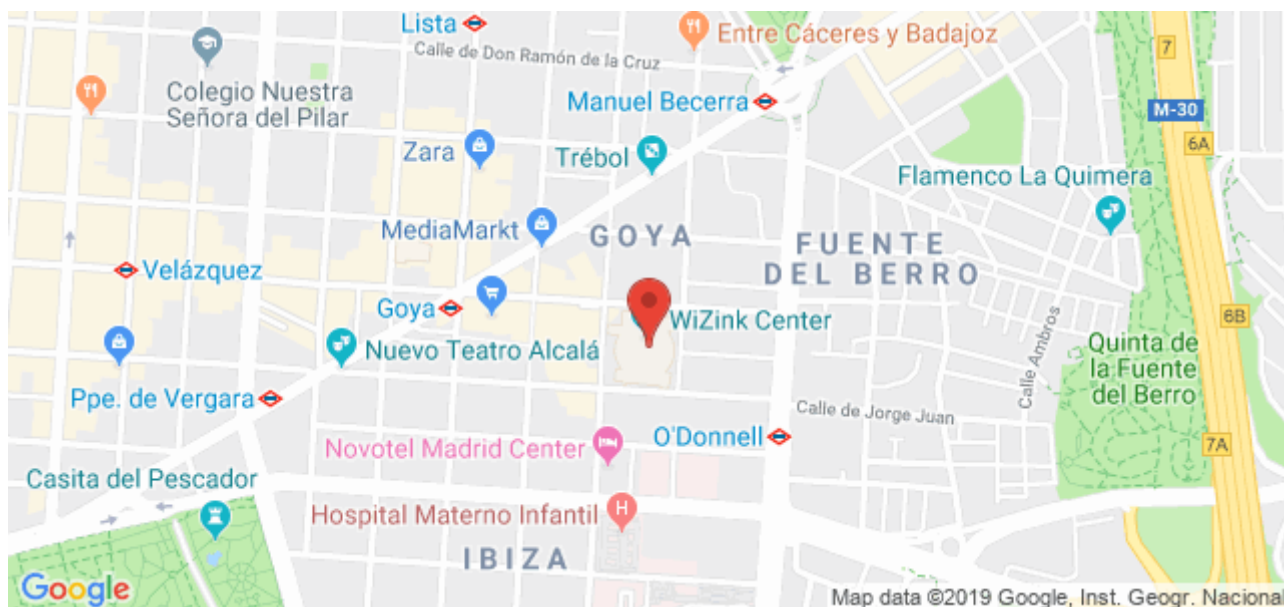 Lista
Calle de Don Ramón de la Cruz
Entre Cáceres y Badajoz
7
Colegio Nuestra
Señora del Pilar
Manuel Becerra
M-30
Zara
Trébol
6A
Flamenco La Quimera
MediaMarkt
GOYA
FUENTE
DEL BERRO
Velázquez
Goya
WiZink Center
6B
Nuevo Teatro Alcalá
Calle Ambros
Quinta de
la Fuente
del Berro
Ppe. de Vergara
Calle de Jorge Juan
Novotel Madrid Center
O'Donnell
7A
Casita del Pescador
Hospital Materno Infantil
H
IBIZA
Google
Map data ©2019 Google, Inst. Geogr. Naciona